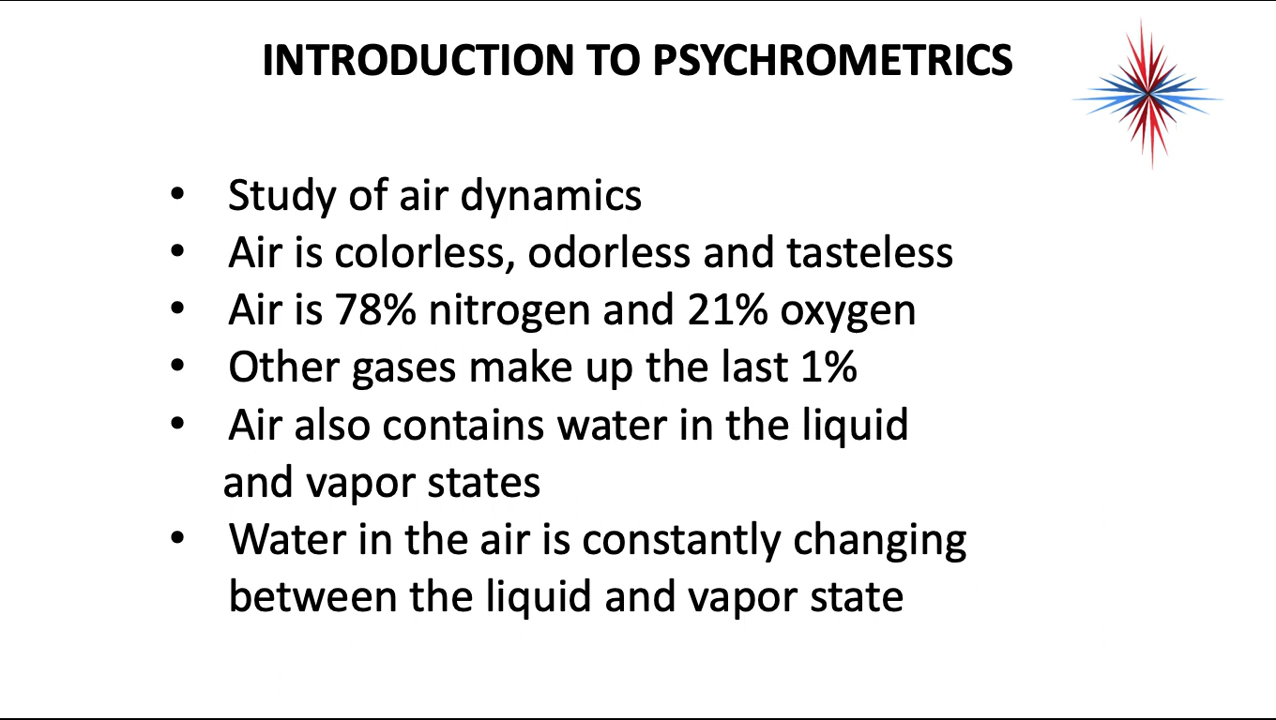 INTRODUCTION TO PSYCHROMETRICS
• Study of air dynamics
• Air is colorless, odorless and tasteless
• Air is 78% nitrogen and 21% oxygen
• Other gases make up the last 1%
• Air also contains water in the liquid
and vapor states
• Water in the air is constantly changing
between the liquid and vapor state